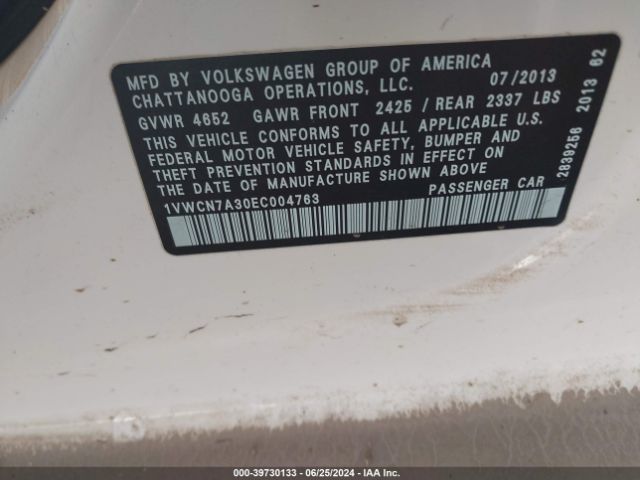 MFD BY VOLKSWAGEN GROUP OF AMERICA
CHATTANOOGA OPERATIONS, LLC. 07/2013
GVWR 4652 GAWR FRONT 2425 / REAR 2337 LBS
THIS VEHICLE CONFORMS TO ALL APPLICABLE U.S.
FEDERAL MOTOR VEHICLE SAFETY, BUMPER AND
THEFT PREVENTION STANDARDS IN EFFECT ON
THE DATE OF MANUFACTURE SHOWN ABOVE
1VWCN7A30EC004763 PASSENGER CAR
2839256 2013 62
000-39730133 - 06/25/2024 - IAA Inc.